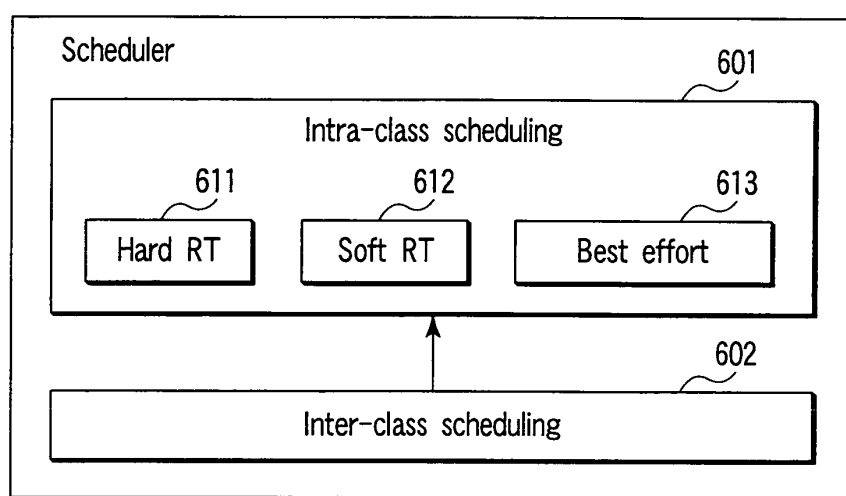 Scheduler
601
Intra-class scheduling
611
612
613
Hard RT
Soft RT
Best effort
602
Inter-class scheduling